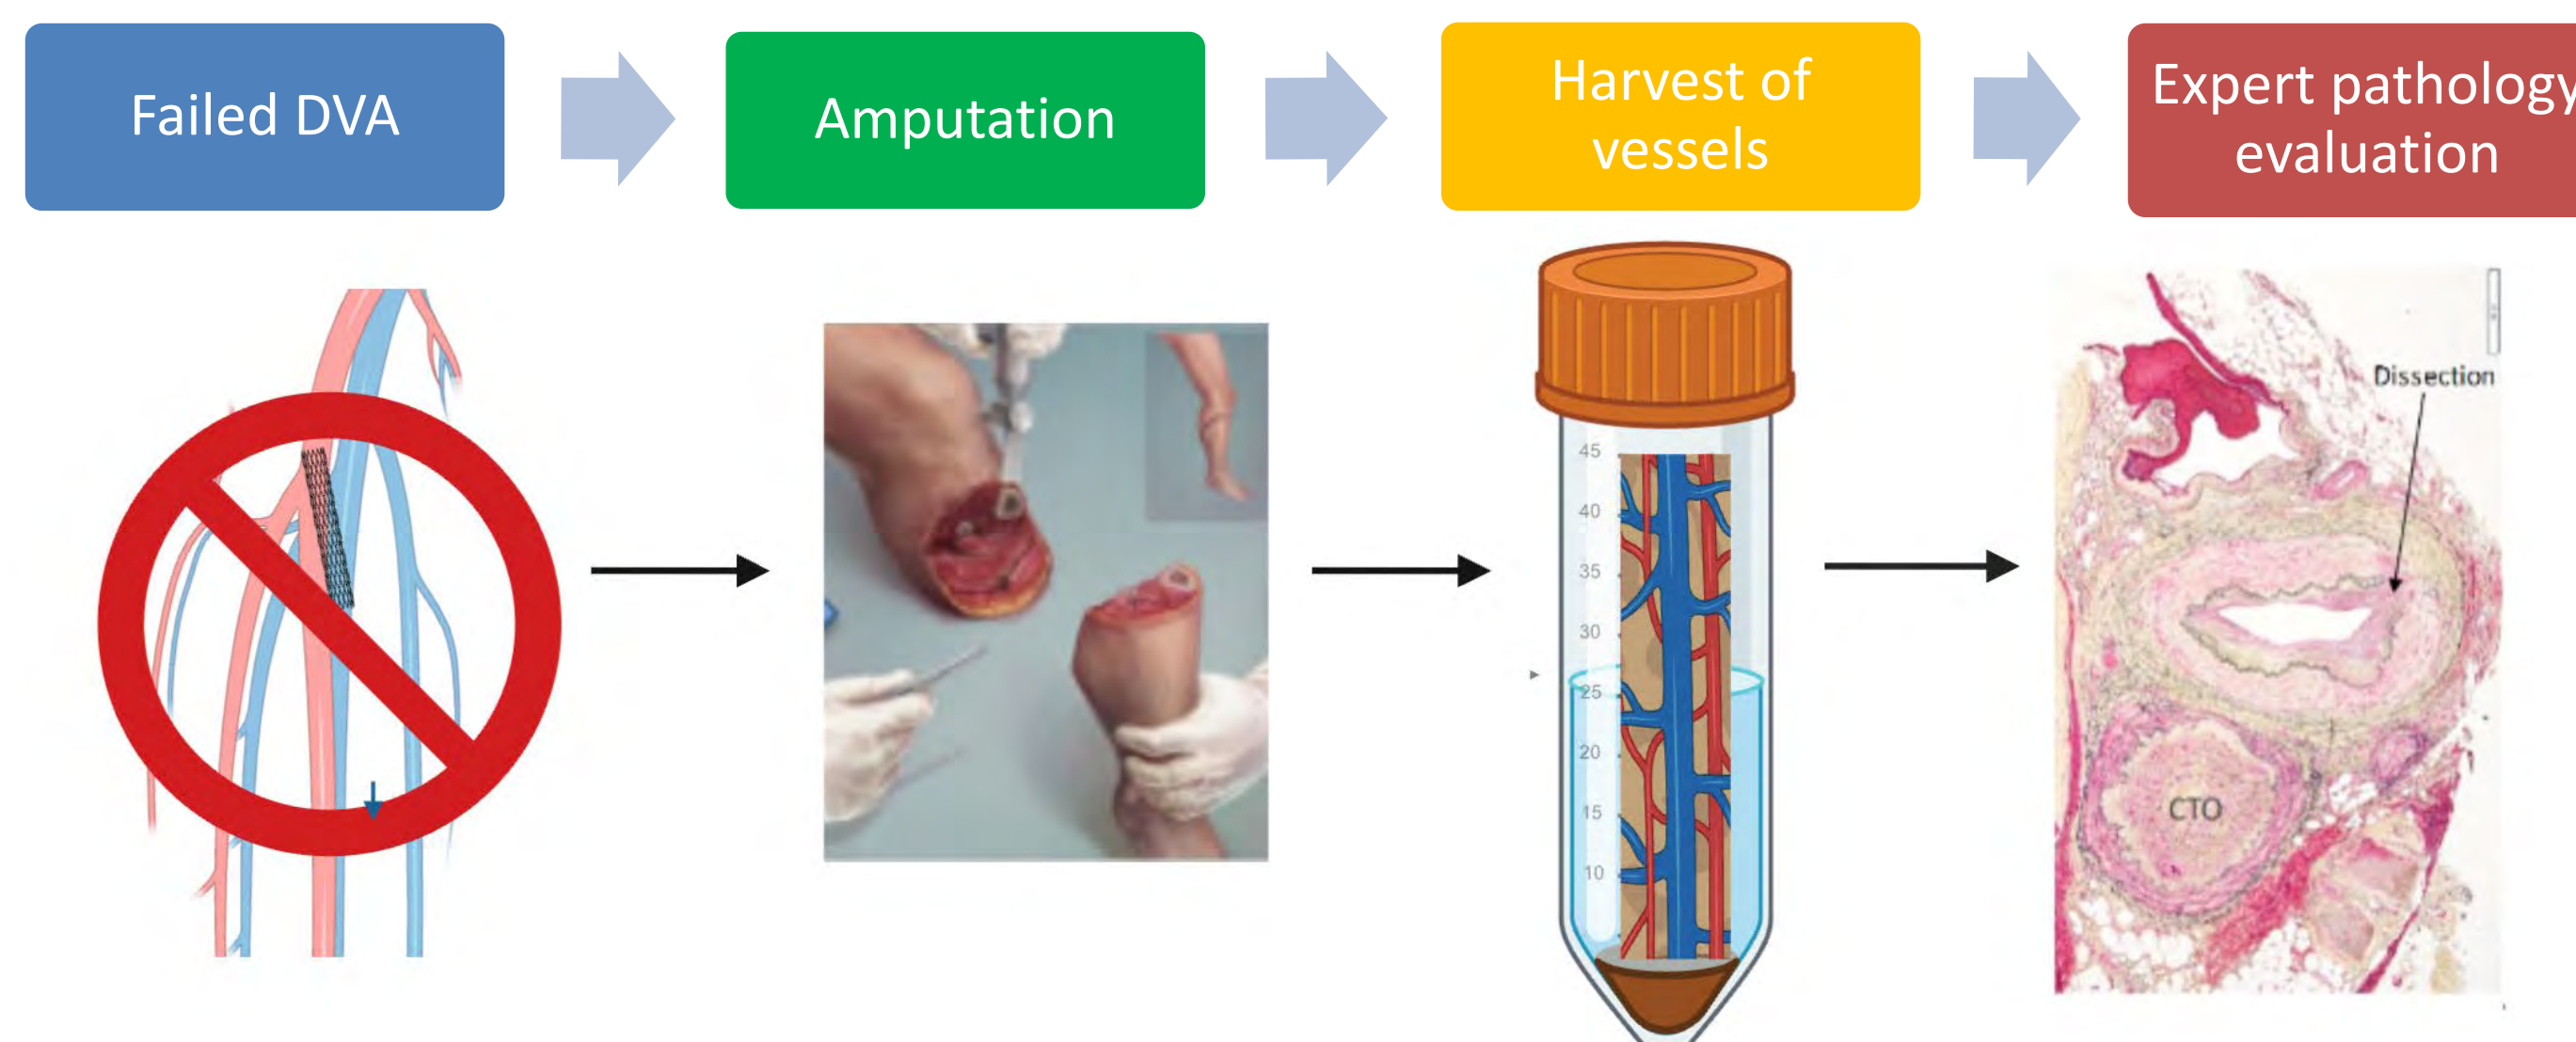 Failed DVA
Amputation
Harvest of
vessels
Expert pathology
evaluation
45
40
35
30
25
20
15
10
Dissection
CTO